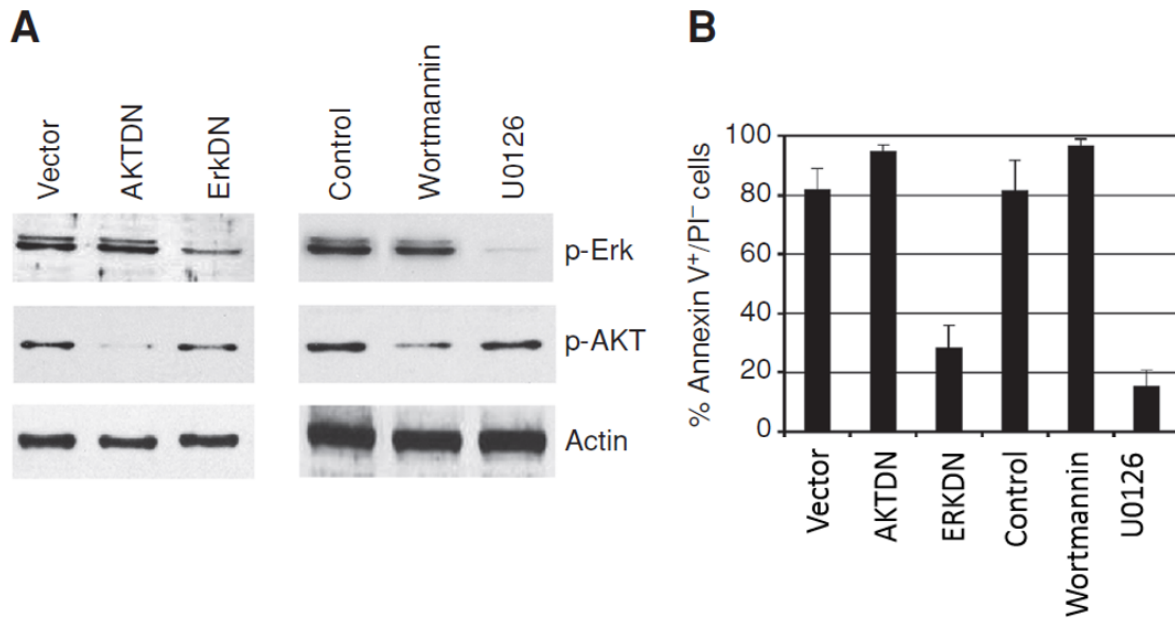 A
Vector
AKTDN
ErkDN
Control
Wortmannin
U0126
p-Erk
p-AKT
Actin
B
% Annexin V⁺/PI⁻ cells
100
80
60
40
20
0
Vector
AKTDN
ERKDN
Control
Wortmannin
U0126